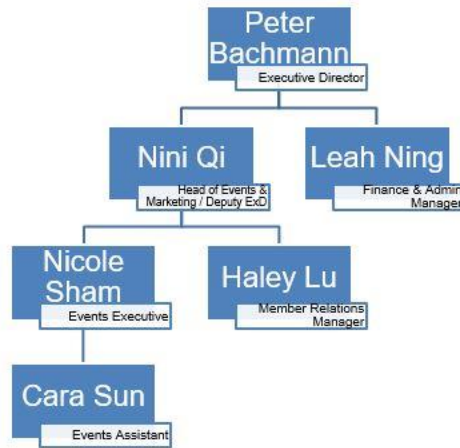 Peter
Bachmann
Executive Director
Nini Qi
Head of Events &
Marketing / Deputy ExD
Leah Ning
Finance & Admin
Manager
Nicole
Sham
Events Executive
Haley Lu
Member Relations
Manager
Cara Sun
Events Assistant